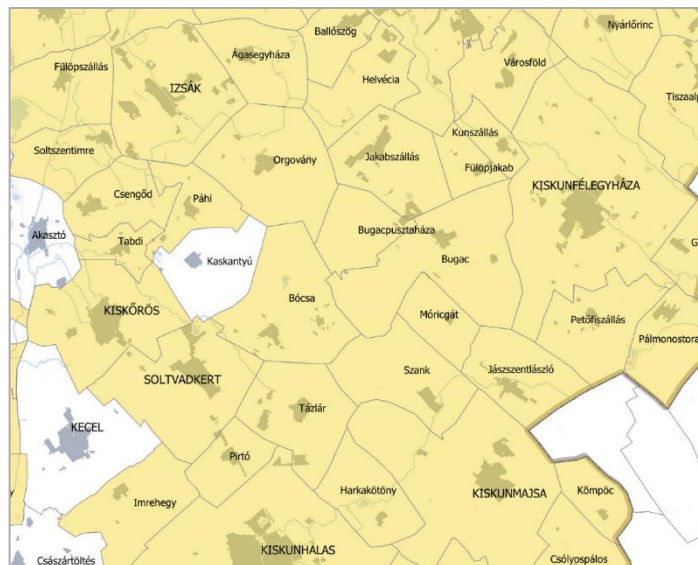 Ballószög
Nyárlőrinc
Ágasegyháza
Fülöpszállás
Városföld
Helvécia
IZSÁK
Tiszaalp
Kunszállás
Soltszentimre
Orgovány
Jakabszállás
Fülöpjakab
KISKUNFÉLEGYHÁZA
Csengőd
Páhi
Akasztó
Tabdi
Bugacpusztaháza
G
Kaskantyú
Bugac
Bócsa
KISKŐRÖS
Móricgát
Petőfiszállás
Pálmonostora
Szank
Jászszentlászló
SOLTVADKERT
Tázlár
KECEL
Pirtó
Harkakötöny
KISKUNMAJSA
Kömpöc
Imrehegy
KISKUNHALAS
Császártöltés
Csólyospálos